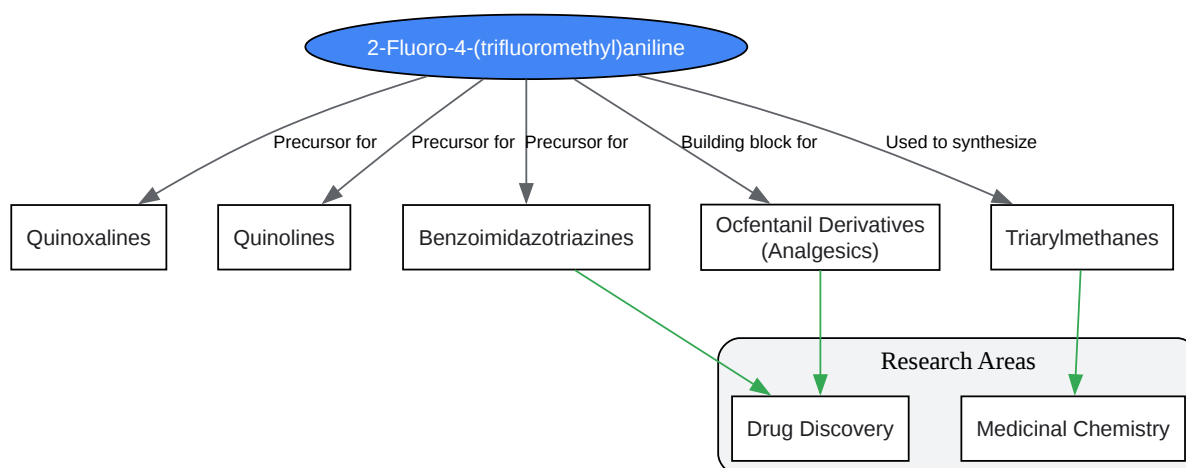 2-Fluoro-4-(trifluoromethyl)aniline
Precursor for
Precursor for
Precursor for
Building block for
Used to synthesize
Quinoxalines
Quinolines
Benzoimidazotriazines
Ocfentanil Derivatives
(Analgesics)
Triarylmethanes
Research Areas
Drug Discovery
Medicinal Chemistry